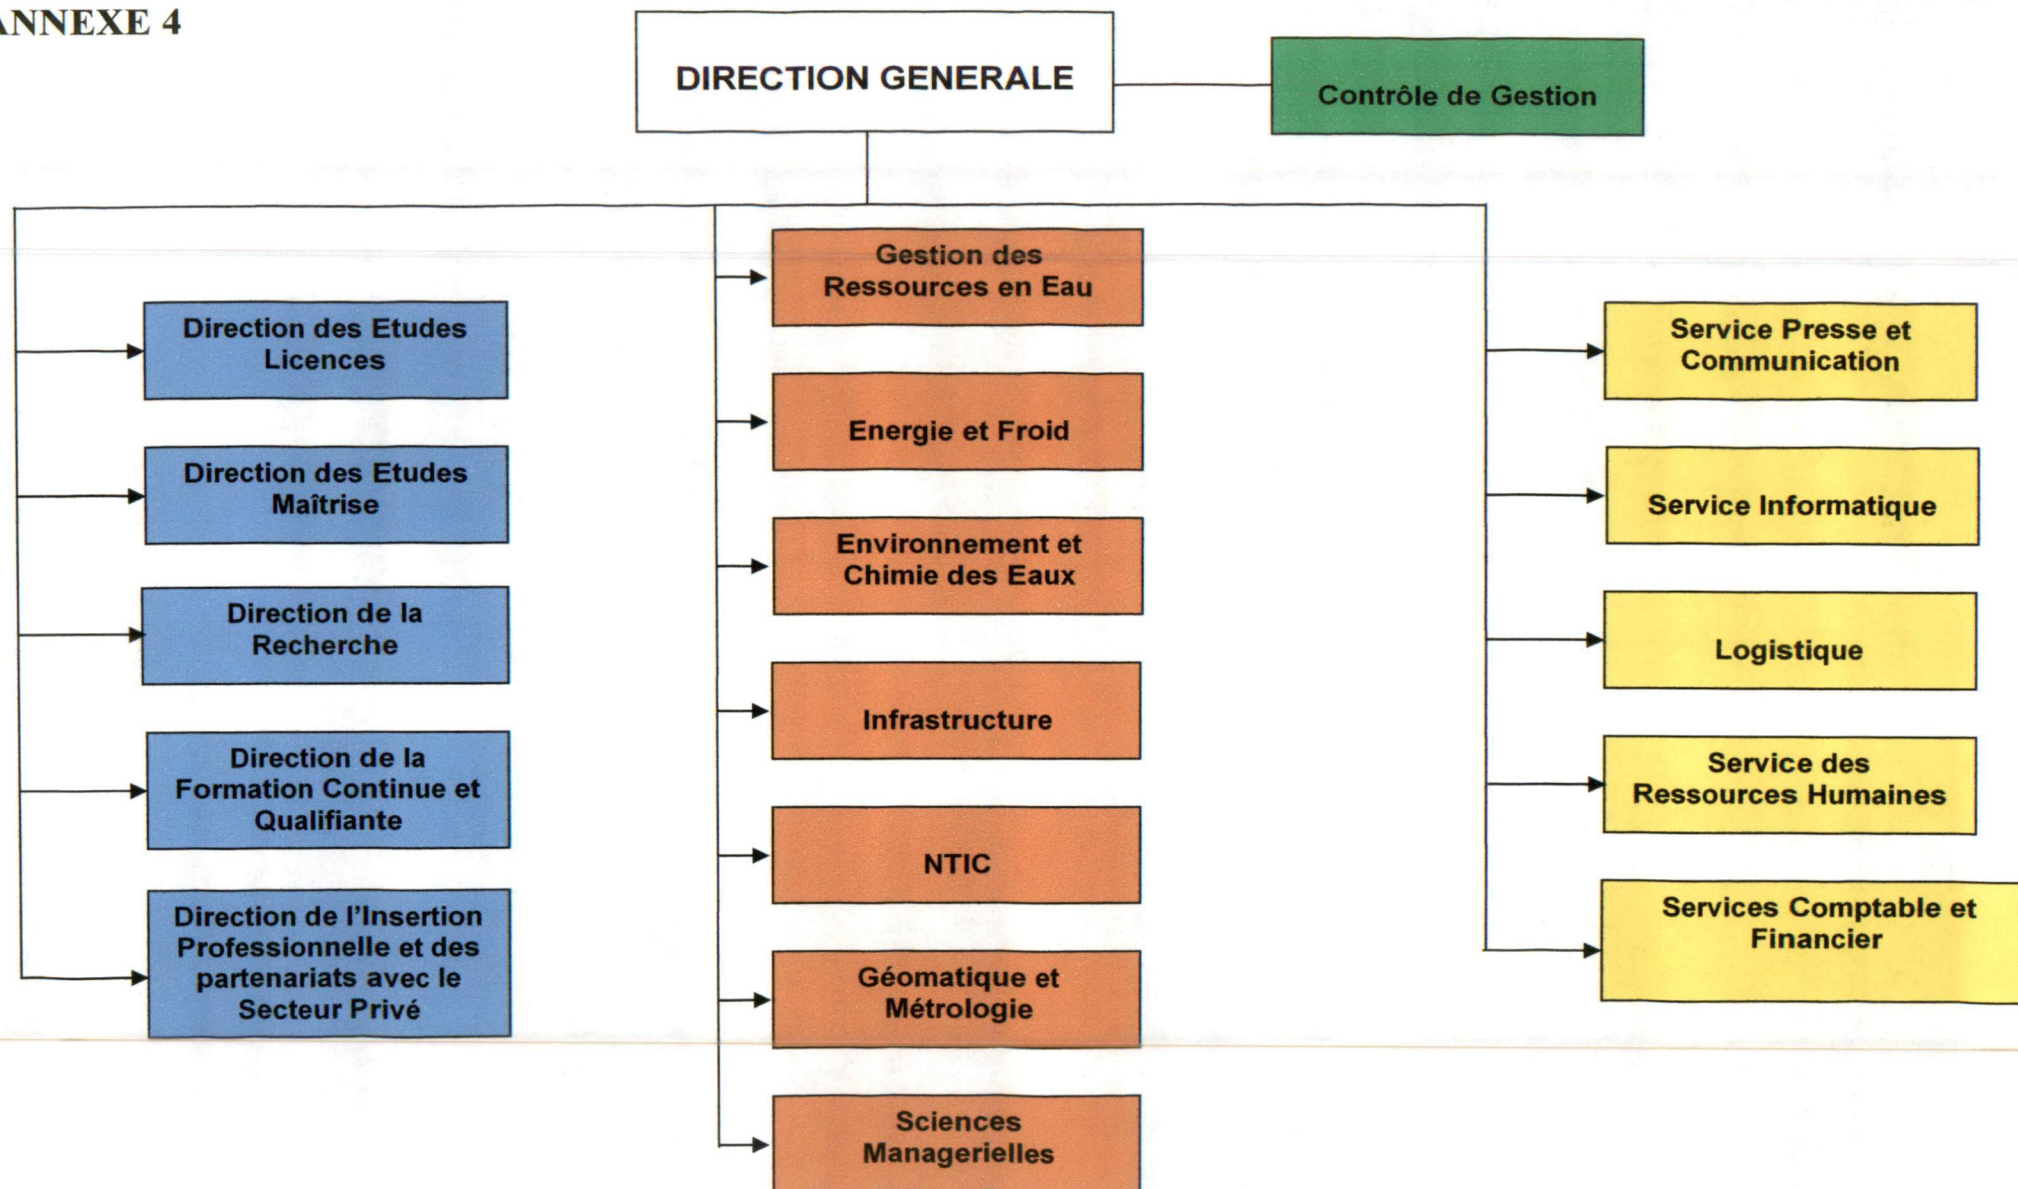 ANNEXE 4
DIRECTION GENERALE
Contrôle de Gestion
Direction des Etudes
Licences
Direction des Etudes
Maîtrise
Direction de la
Recherche
Direction de la
Formation Continue et
Qualifiante
Direction de l'Insertion
Professionnelle et des
partenariats avec le
Secteur Privé
Gestion des
Ressources en Eau
Energie et Froid
Environnement et
Chimie des Eaux
Infrastructure
NTIC
Géomatique et
Métrologie
Sciences
Managerielles
Service Presse et
Communication
Service Informatique
Logistique
Service des
Ressources Humaines
Services Comptable et
Financier